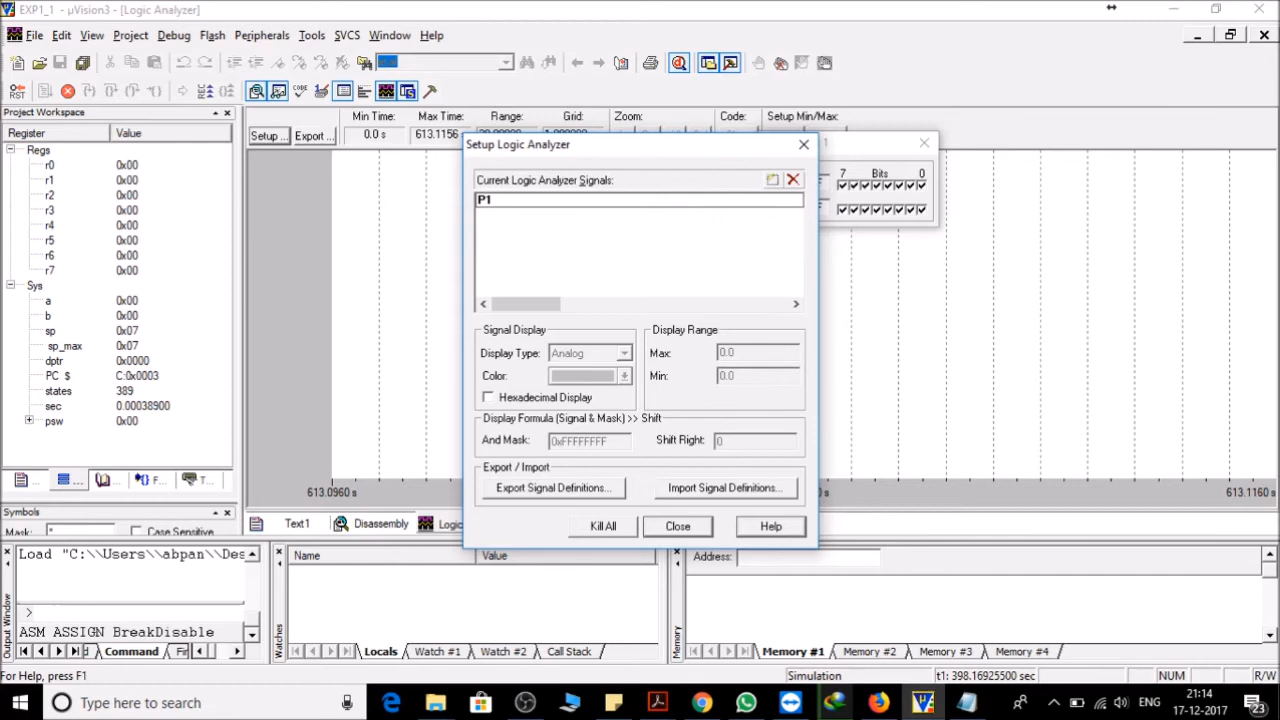 EXP1_1 - µVision3 - [Logic Analyzer]
File Edit View Project Debug Flash Peripherals Tools SVCS Window Help
Project Workspace
Register Value
Regs
r0 0x00
r1 0x00
r2 0x00
r3 0x00
r4 0x00
r5 0x00
r6 0x00
r7 0x00
Sys
a 0x00
b 0x00
sp 0x07
sp_max 0x07
dptr 0x0000
PC $ C:0x0003
states 389
sec 0.00038900
psw 0x00
F... T...
Symbols
Mask: * Case Sensitive
Min Time: Max Time: Range: Grid: Zoom: Code: Setup Min/Max:
Setup ... Export ... 0.0 s 613.1156
Setup Logic Analyzer
1
7 Bits 0
Current Logic Analyzer Signals:
P1
Signal Display
Display Type: Analog
Color:
Hexadecimal Display
Display Range
Max: 0.0
Min: 0.0
Display Formula (Signal & Mask) >> Shift
And Mask: 0xFFFFFFFF Shift Right: 0
Export / Import
Export Signal Definitions... Import Signal Definitions...
Kill All Close Help
613.0960 s 0 s 613.1160 s
Text1 Disassembly Logic
Load "C:\\Users\\abpan\\Des
>
ASM ASSIGN BreakDisable
Command Fir
Output Window
Name Value
Locals Watch #1 Watch #2 Call Stack
Watches
Address:
Memory #1 Memory #2 Memory #3 Memory #4
Memory
For Help, press F1 Simulation t1: 398.16925500 sec NUM R/W
Type here to search
ENG 21:14
17-12-2017 23